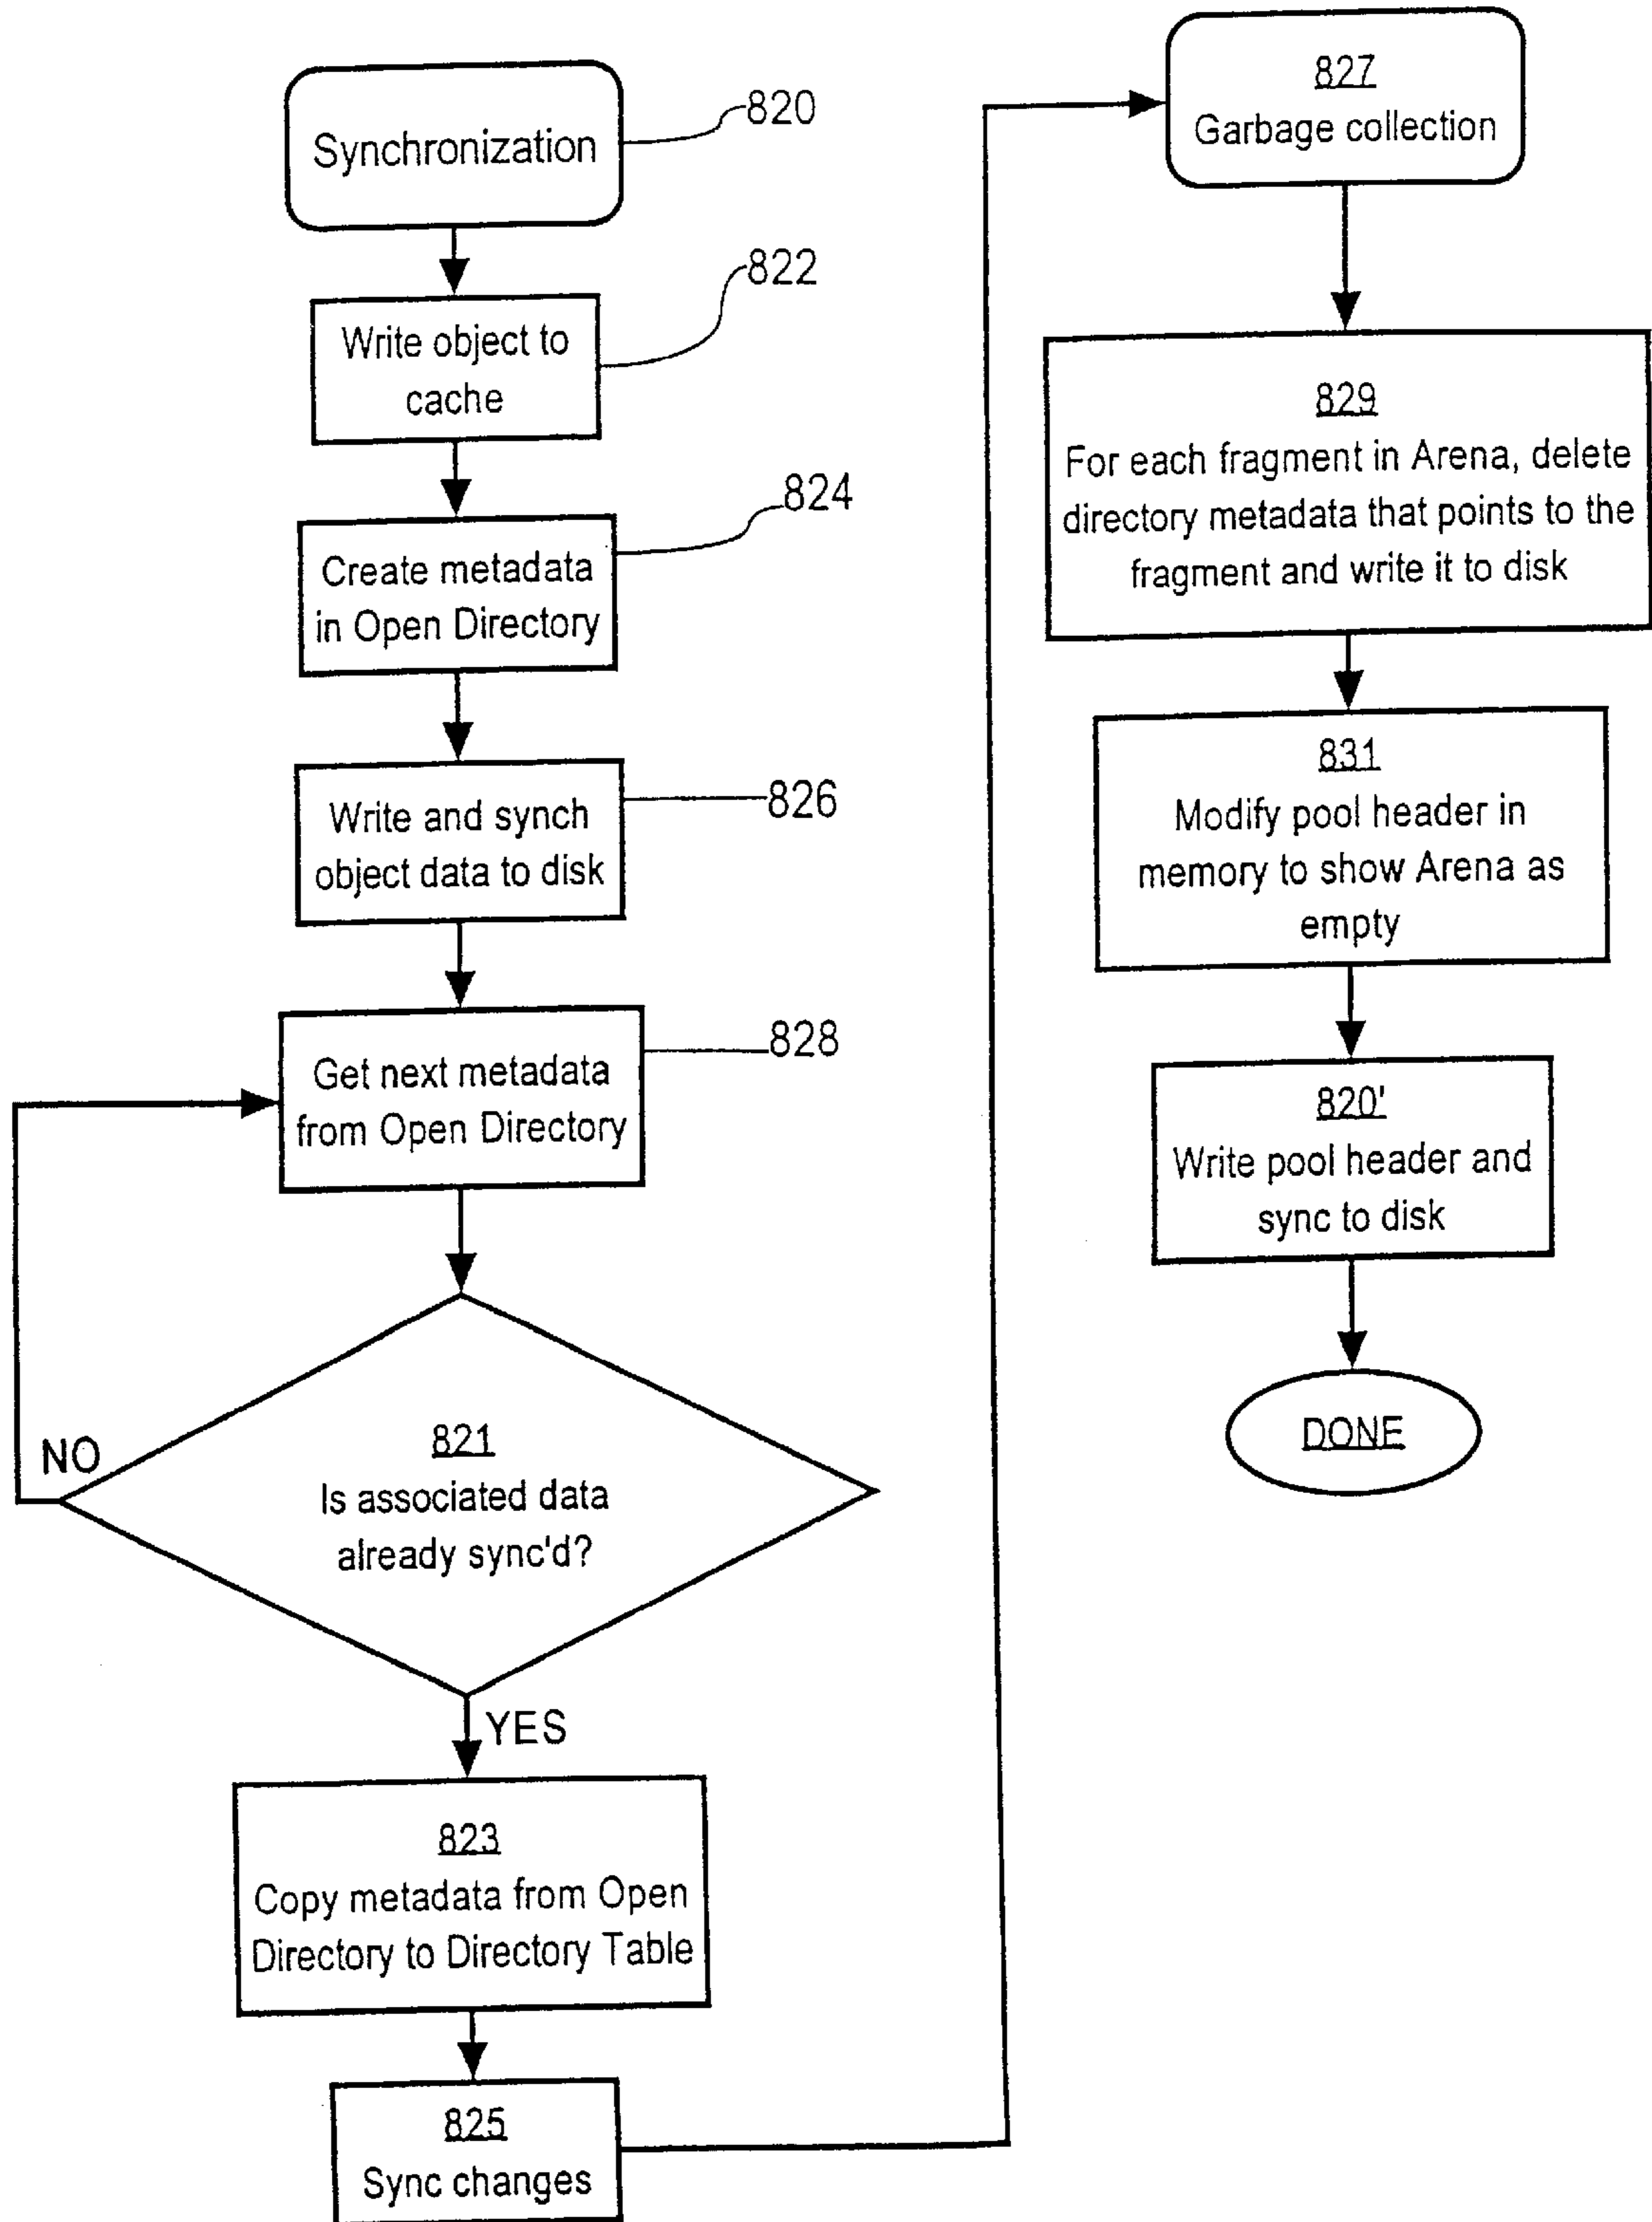 Synchronization
820
Write object to
cache
822
Create metadata
in Open Directory
824
Write and synch
object data to disk
826
Get next metadata
from Open Directory
828
821
Is associated data
already sync'd?
NO
YES
823
Copy metadata from Open
Directory to Directory Table
825
Sync changes
827
Garbage collection
829
For each fragment in Arena, delete
directory metadata that points to the
fragment and write it to disk
831
Modify pool header in
memory to show Arena as
empty
820'
Write pool header and
sync to disk
DONE